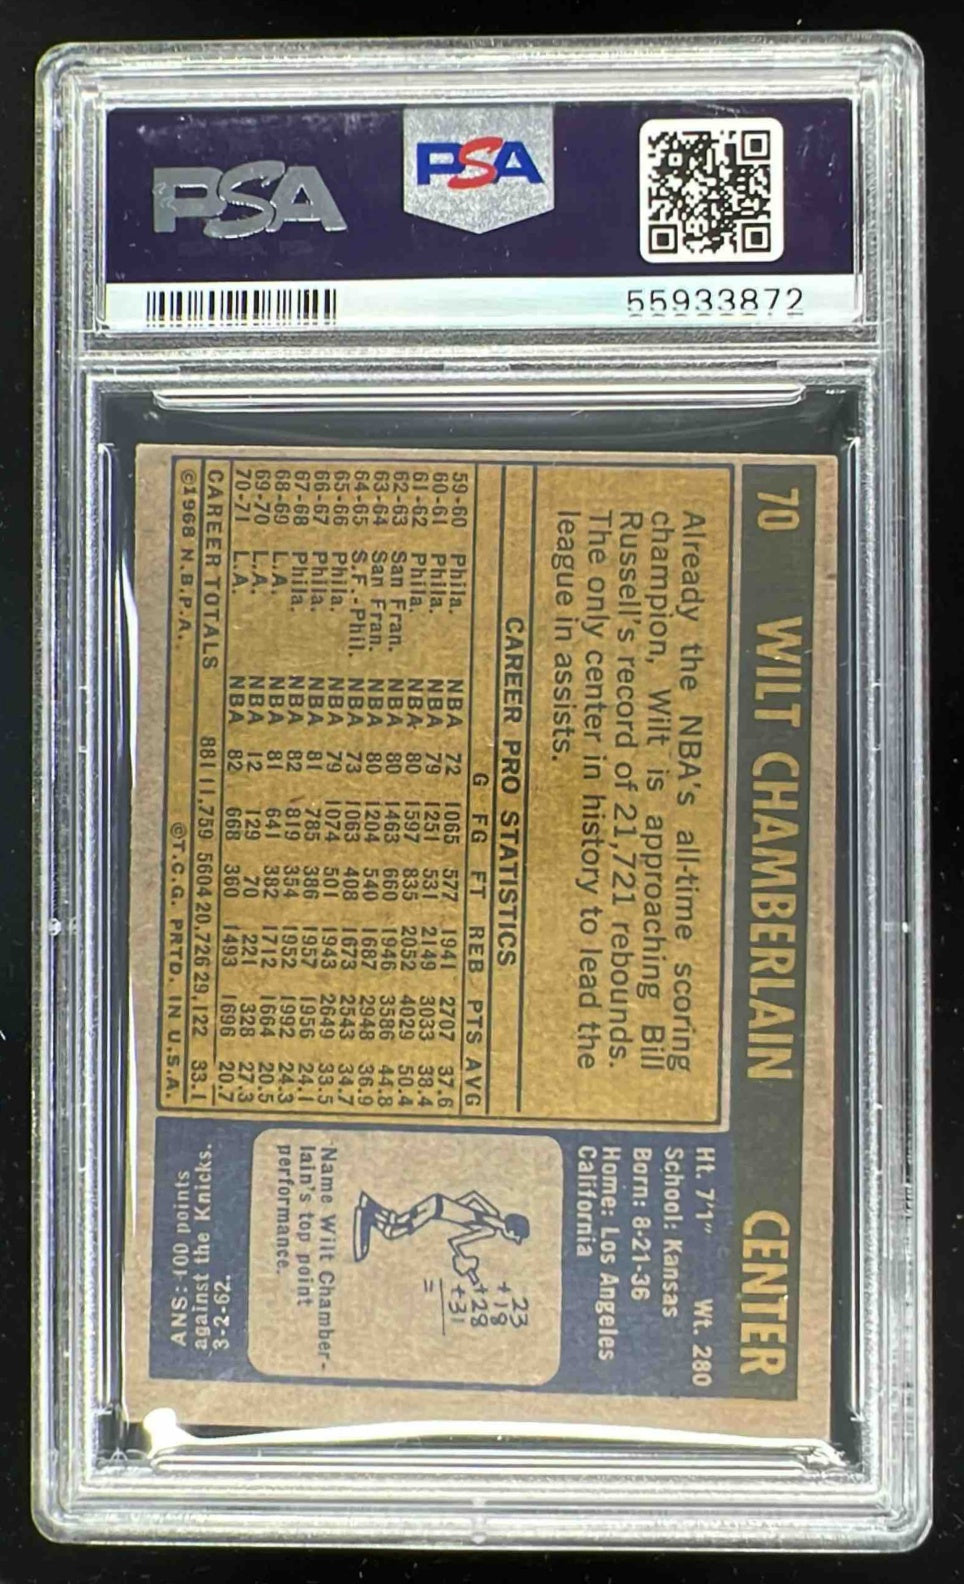 PSA
PSA
55933872
70 WILT CHAMBERLAIN CENTER
Already the NBA's all-time scoring
champion, Wilt is approaching Bill
Russell's record of 21,721 rebounds.
The only center in history to lead the
league in assists.
CAREER PRO STATISTICS
G FG FT REB PTS AVG
59-60 Phila. NBA 72 1065 577 1941 2707 37.6
60-61 Phila. NBA 79 1251 531 2149 3033 38.4
61-62 Phila. NBA 80 1597 835 2052 4029 50.4
62-63 San Fran. NBA 80 1463 660 1946 3586 44.8
63-64 San Fran. NBA 80 1204 540 1687 2948 36.9
64-65 S.F.-Phil. NBA 73 1063 408 1673 2543 34.7
65-66 Phila. NBA 79 1074 501 1943 2649 33.5
66-67 Phila. NBA 81 785 386 1957 1956 24.1
67-68 Phila. NBA 82 819 354 1952 1992 24.3
68-69 L.A. NBA 81 641 382 1712 1664 20.5
69-70 L.A. NBA 12 129 70 221 328 27.3
70-71 L.A. NBA 82 668 360 1493 1696 20.7
CAREER TOTALS 881 11,759 5604 20,726 29,122 33.1
©1968 N.B.P.A. ©T.C.G. PRTD. IN U.S.A.
Ht. 7'1" Wt. 280
School: Kansas
Born: 8-21-36
Home: Los Angeles
California
23
+18
+28
+31
=
Name Wilt Chamber-
lain's top point
performance.
ANS: 100 points
against the Knicks.
3-2-62.